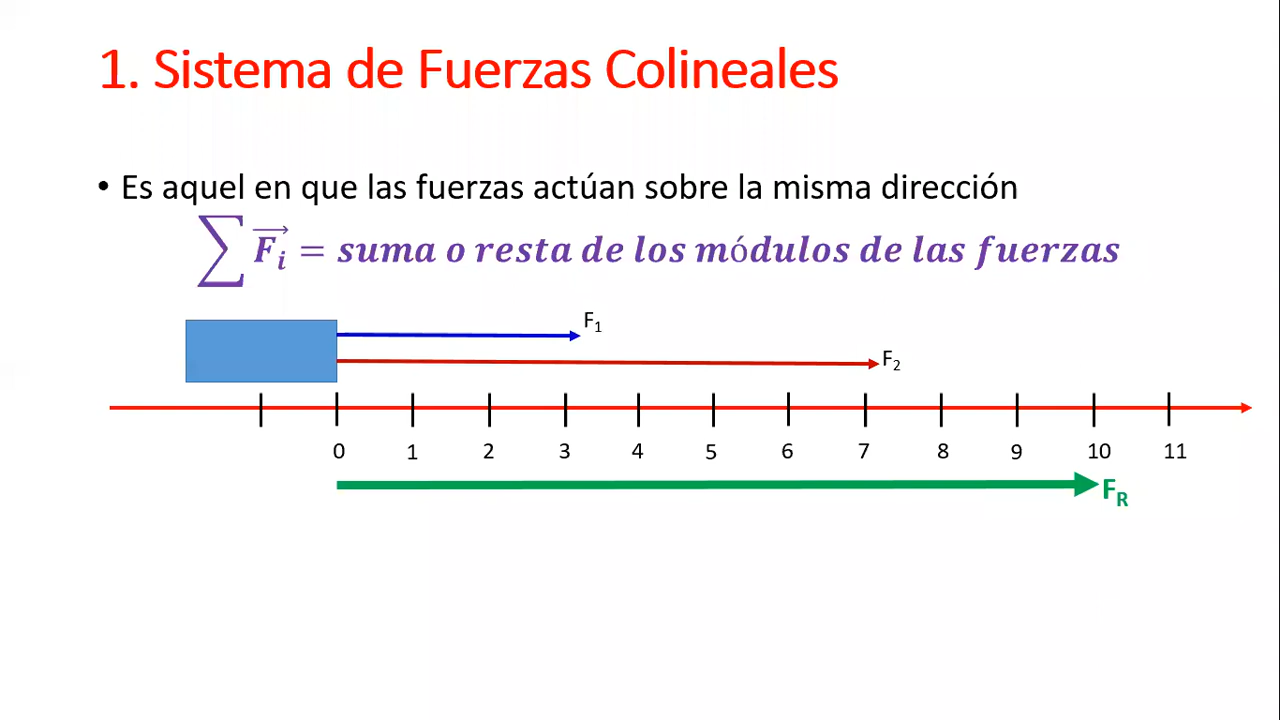 1. Sistema de Fuerzas Colineales
• Es aquel en que las fuerzas actúan sobre la misma dirección
∑ F⃗ᵢ = suma o resta de los módulos de las fuerzas
F₁
F₂
0 1 2 3 4 5 6 7 8 9 10 11
F_R